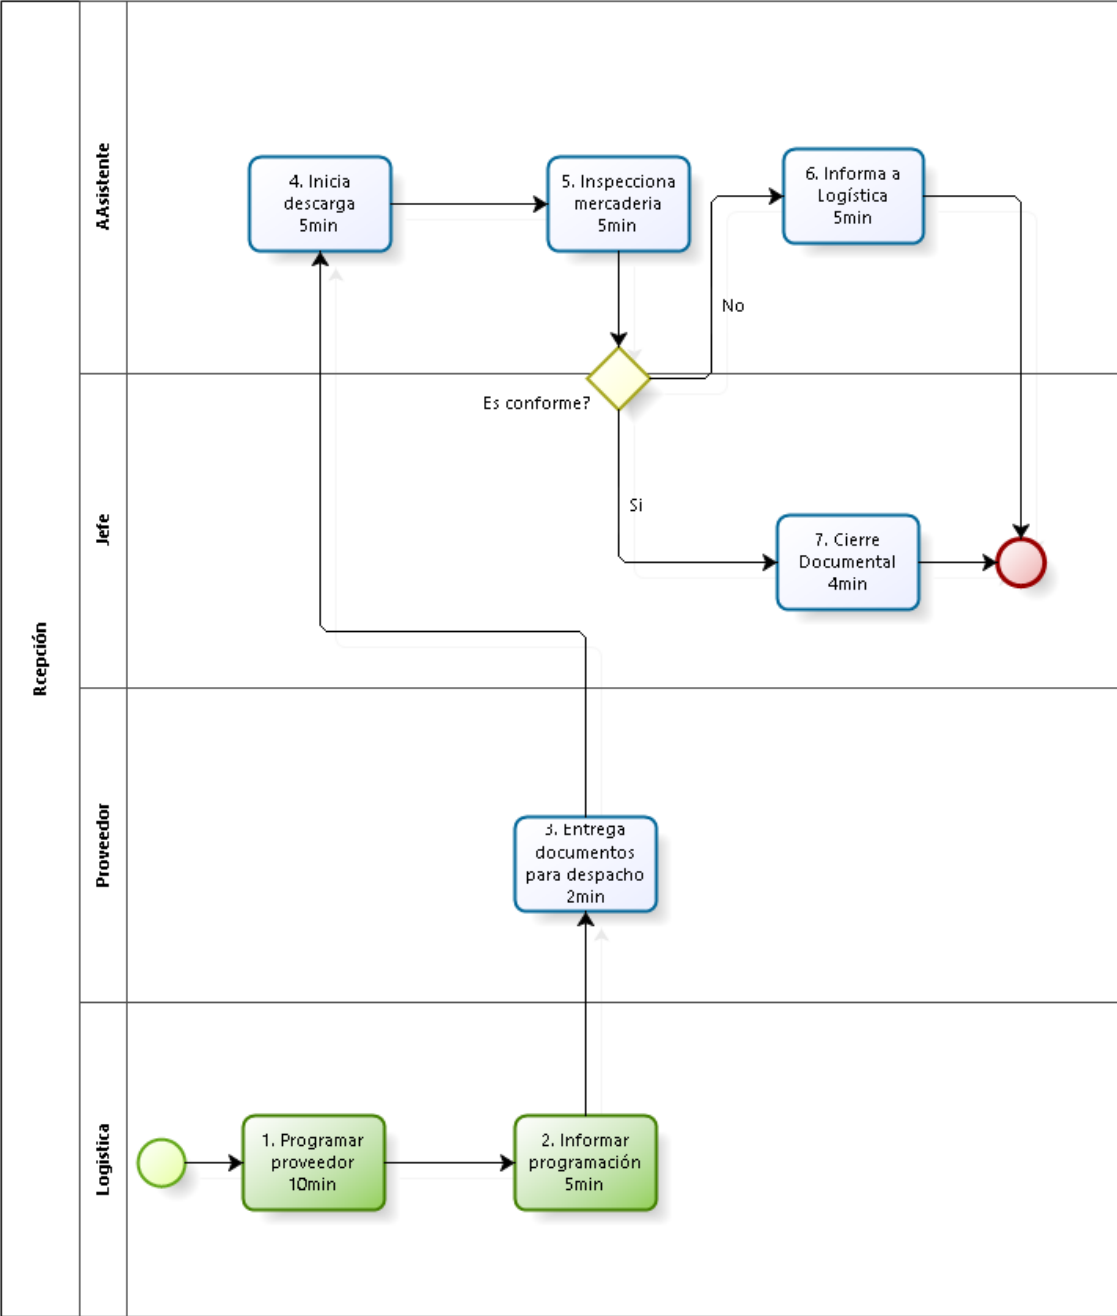 Rcepción
AAsistente
4. Inicia
descarga
5min
5. Inspecciona
mercaderia
5min
6. Informa a
Logística
5min
No
Jefe
Es conforme?
Si
7. Cierre
Documental
4min
Proveedor
3. Entrega
documentos
para despacho
2min
Logistica
1. Programar
proveedor
10min
2. Informar
programación
5min